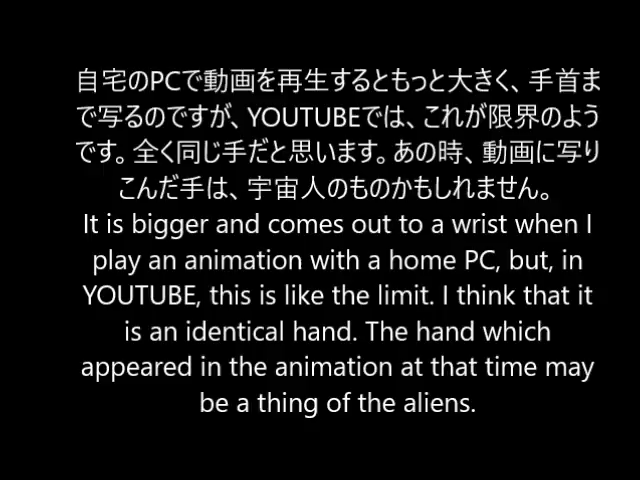 自宅のPCで動画を再生するともっと大きく、手首ま
で写るのですが、YOUTUBEでは、これが限界のよう
です。全く同じ手だと思います。あの時、動画に写り
こんだ手は、宇宙人のものかもしれません。
It is bigger and comes out to a wrist when I
play an animation with a home PC, but, in
YOUTUBE, this is like the limit. I think that it
is an identical hand. The hand which
appeared in the animation at that time may
be a thing of the aliens.